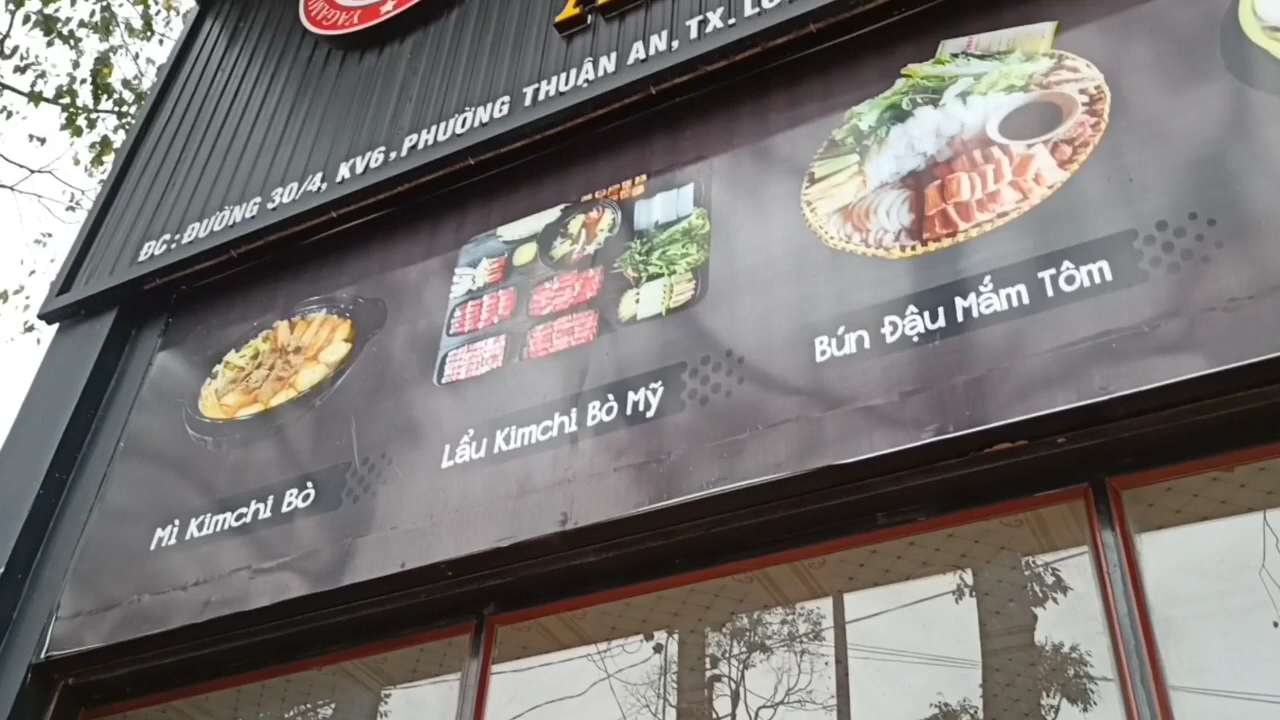 YAGAMI
ĐC : ĐƯỜNG 30/4, KV6 , PHƯỜNG THUẬN AN, TX.
Mì Kimchi Bò
Lẩu Kimchi Bò Mỹ
Bún Đậu Mắm Tôm